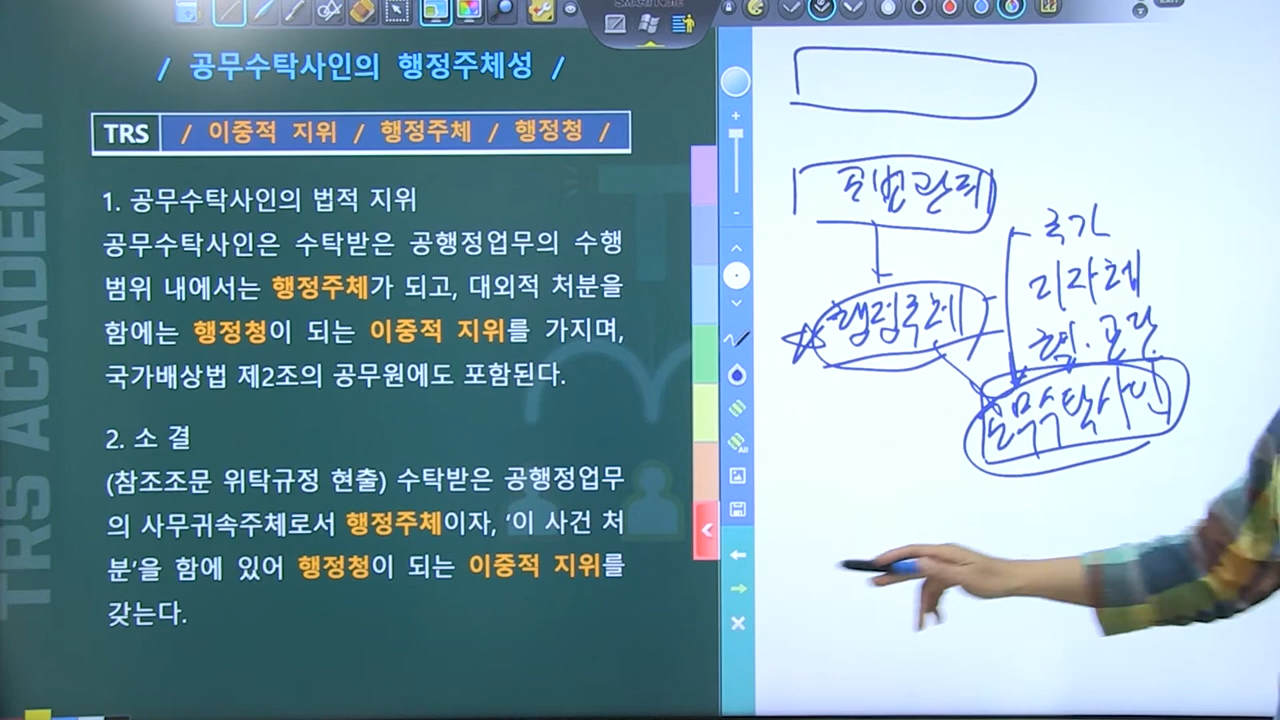 SMART NOTE
/ 공무수탁사인의 행정주체성 /
TRS / 이중적 지위 / 행정주체 / 행정청 /
1. 공무수탁사인의 법적 지위
공무수탁사인은 수탁받은 공행정업무의 수행
범위 내에서는 행정주체가 되고, 대외적 처분을
함에는 행정청이 되는 이중적 지위를 가지며,
국가배상법 제2조의 공무원에도 포함된다.
2. 소 결
(참조조문 위탁규정 현출) 수탁받은 공행정업무
의 사무귀속주체로서 행정주체이자, ‘이 사건 처
분’을 함에 있어 행정청이 되는 이중적 지위를
갖는다.
TRS ACADEMY
공법관계
국가
지자체
행정주체
공무수탁사인
All